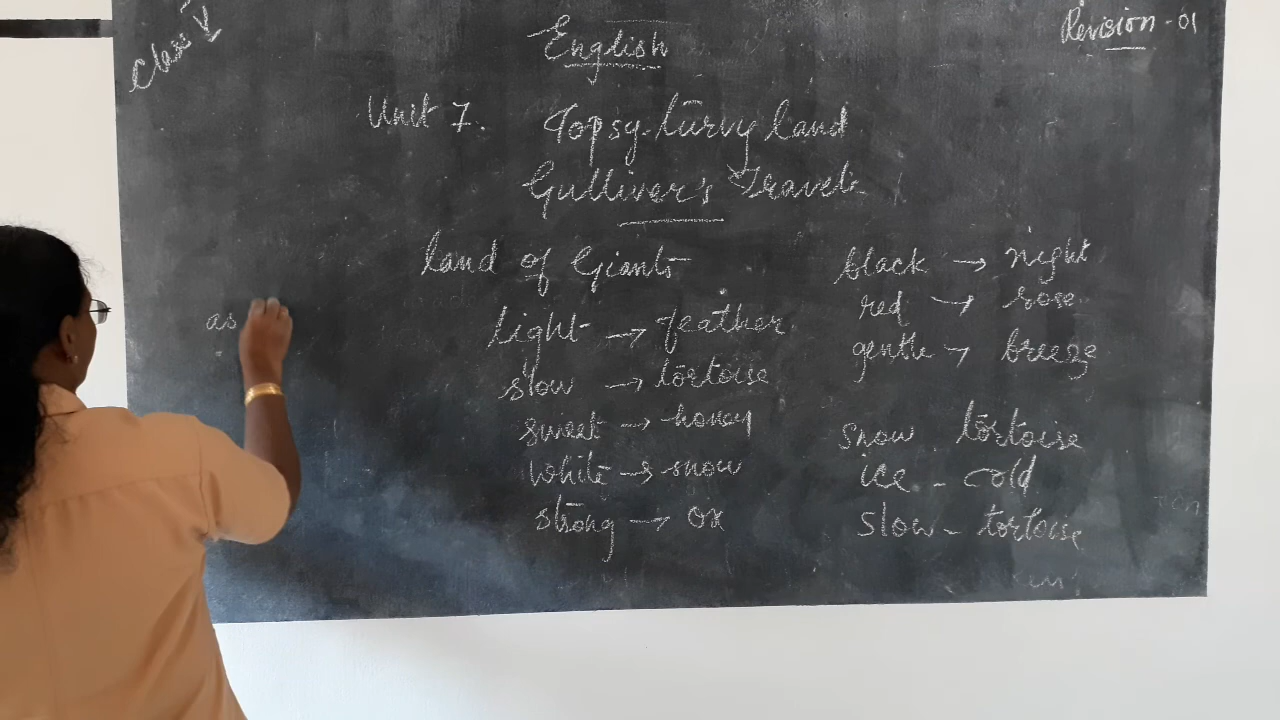 Class V
English
Revision - 01
Unit 7. Topsy-turvy land
Gulliver's Travels
land of Giants
as
light → feather
slow → tortoise
sweet → honey
white → snow
strong → ox
black → night
red → rose
gentle → breeze
snow - tortoise
ice - cold
slow - tortoise